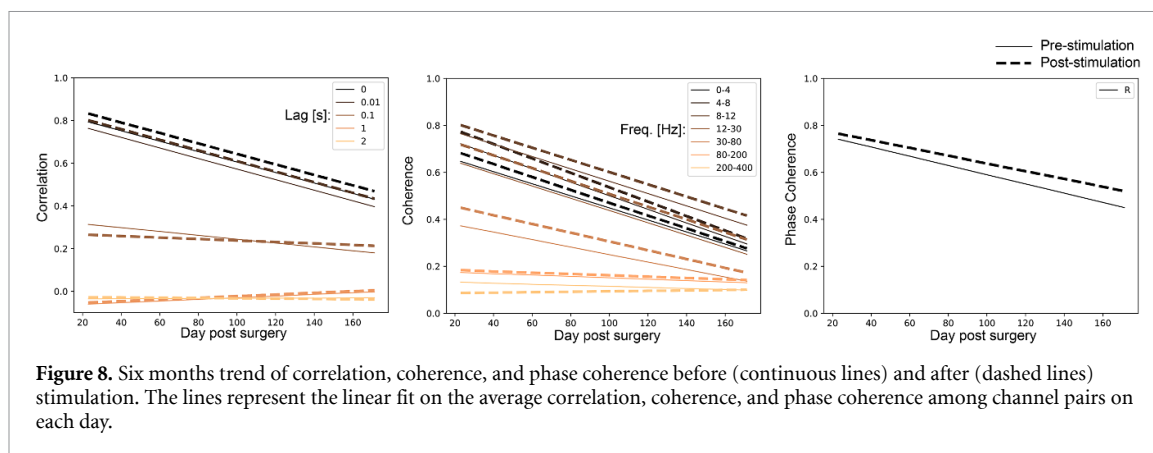 Pre-stimulation
Post-stimulation
1.0
0.8
0.6
0.4
0.2
0.0
Correlation
Lag [s]:
0
0.01
0.1
1
2
20 40 60 80 100 120 140 160
Day post surgery
1.0
0.8
0.6
0.4
0.2
0.0
Coherence
Freq. [Hz]:
0-4
4-8
8-12
12-30
30-80
80-200
200-400
20 40 60 80 100 120 140 160
Day post surgery
1.0
0.8
0.6
0.4
0.2
0.0
Phase Coherence
R
20 40 60 80 100 120 140 160
Day post surgery
Figure 8. Six months trend of correlation, coherence, and phase coherence before (continuous lines) and after (dashed lines)
stimulation. The lines represent the linear fit on the average correlation, coherence, and phase coherence among channel pairs on
each day.